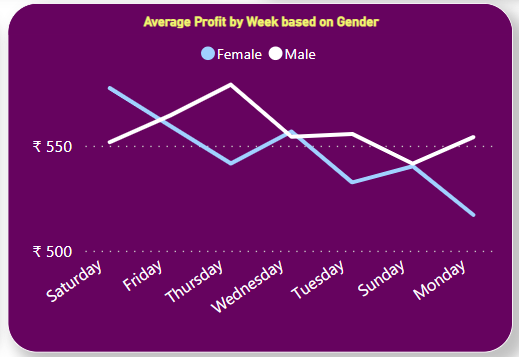 Average Profit by Week based on Gender
Female Male
₹ 550
₹ 500
Saturday
Friday
Thursday
Wednesday
Tuesday
Sunday
Monday